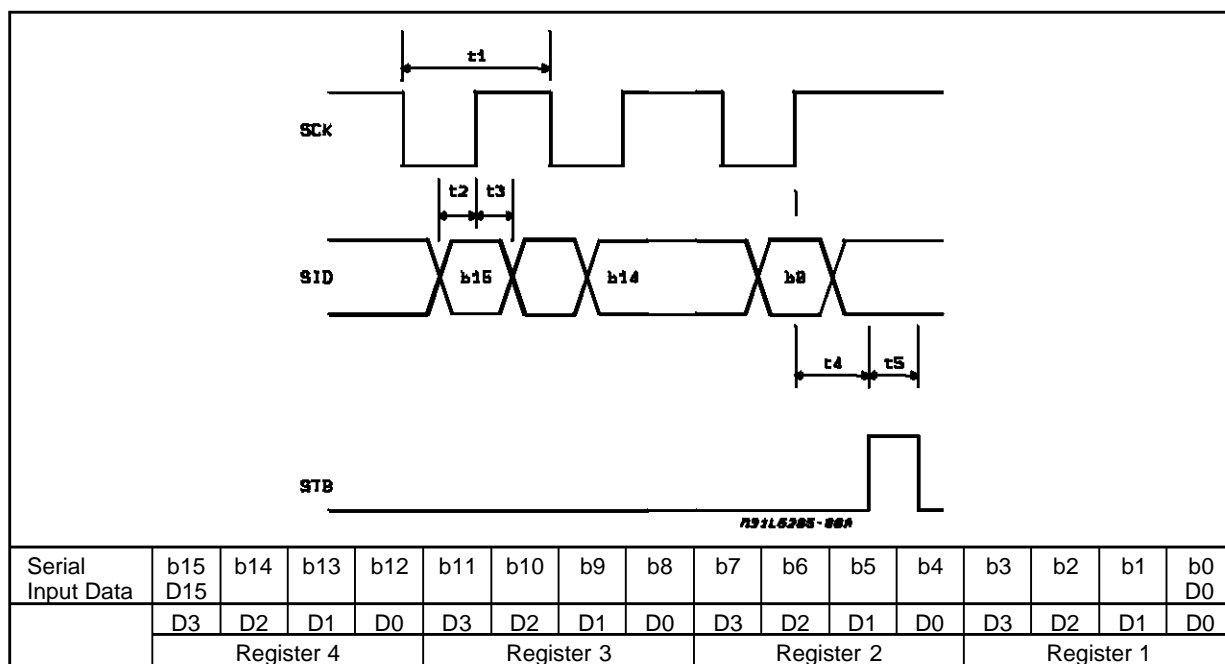 t1
SCK
t2 t3
SID b15 b14 b0
t4 t5
STB
Serial Input Data b15 b14 b13 b12 b11 b10 b9 b8 b7 b6 b5 b4 b3 b2 b1 b0
D15 D0
D3 D2 D1 D0 D3 D2 D1 D0 D3 D2 D1 D0 D3 D2 D1 D0
Register 4 Register 3 Register 2 Register 1